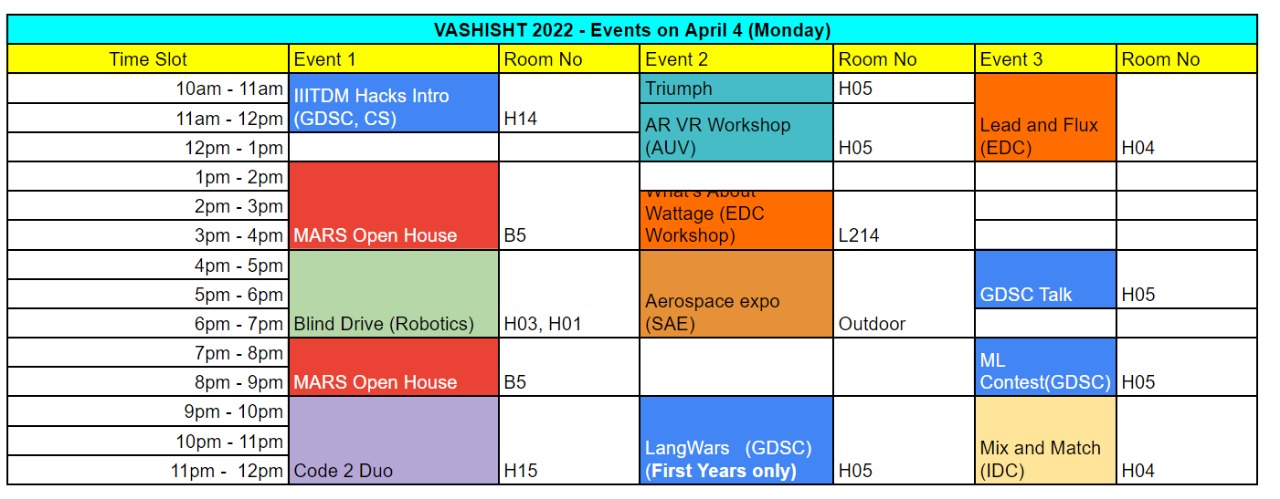 VASHISHT 2022 - Events on April 4 (Monday)
Time Slot Event 1 Room No Event 2 Room No Event 3 Room No
10am - 11am IIITDM Hacks Intro Triumph H05
11am - 12pm (GDSC, CS) H14 AR VR Workshop Lead and Flux
12pm - 1pm (AUV) H05 (EDC) H04
1pm - 2pm
What's About
2pm - 3pm Wattage (EDC
3pm - 4pm MARS Open House B5 Workshop) L214
4pm - 5pm
5pm - 6pm Aerospace expo GDSC Talk H05
6pm - 7pm Blind Drive (Robotics) H03, H01 (SAE) Outdoor
7pm - 8pm ML
8pm - 9pm MARS Open House B5 Contest(GDSC) H05
9pm - 10pm
10pm - 11pm LangWars (GDSC) Mix and Match
11pm - 12pm Code 2 Duo H15 (First Years only) H05 (IDC) H04